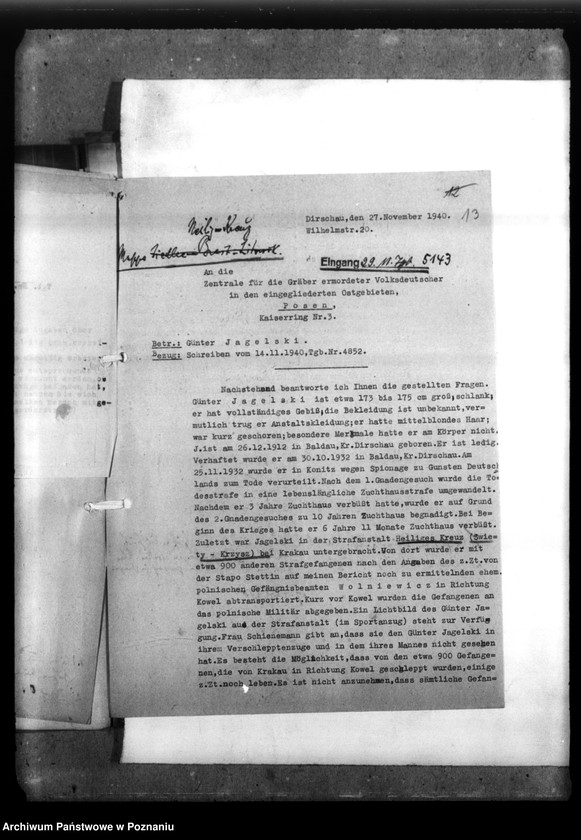 12
Dirschau,den 27.November 1940. 13
Wilhelmstr.20.
Heilig-Kreuz
Mappe
Eingang 29. 11. Tgb. 5143
An die
Zentrale für die Gräber ermordeter Volksdeutscher
in den eingegliederten Ostgebieten,
P o s e n ,
Kaiserring Nr.3.
Betr.: Günter J a g e l s k i .
Bezug: Schreiben vom 14.11.1940,Tgb.Nr.4852.
Nachstehend beantworte ich Ihnen die gestellten Fragen.
Günter J a g e l s k i ist etwa 173 bis 175 cm groß;schlank;
er hat vollständiges Gebiß;die Bekleidung ist unbekannt,ver=
mutlich trug er Anstaltskleidung;er hatte mittelblondes Haar;
war kurz geschoren;besondere Merkmale hatte er am Körper nicht.
J.ist am 26.12.1912 in Baldau,Kr.Dirschau geboren.Er ist ledig.
Verhaftet wurde er am 30.10.1932 in Baldau,Kr.Dirschau.Am
25.11.1932 wurde er in Konitz wegen Spionage zu Gunsten Deutsch
lands zum Tode verurteilt.Nach dem 1.Gnadengesuch wurde die To=
desstrafe in eine lebenslängliche Zuchthausstrafe umgewandelt.
Nachdem er 3 Jahre Zuchthaus verbüßt hatte,wurde er auf Grund
des 2.Gnadengesuches zu 10 Jahren Zuchthaus begnadigt.Bei Be=
ginn des Krieges hatte er 6 Jahre 11 Monate Zuchthaus verbüßt.
Zuletzt war Jagelski in der Strafanstalt Heiliges Kreuz (Swie=
ty - Krzysz) bei Krakau untergebracht.Von dort wurde er mit
etwa 900 anderen Strafgefangenen nach den Angaben des z.Zt.von
der Stapo Stettin auf meinen Bericht noch zu ermittelnden ehem.
polnischen Gefängnisbeamten W o l n i e w i c z in Richtung
Kowel abtransportiert.Kurz vor Kowel wurden die Gefangenen an
das polnische Militär abgegeben.Ein Lichtbild des Günter Ja=
gelski aus der Strafanstalt (im Sportanzug) steht zur Verfü=
gung.Frau Schienemann gibt an,dass sie den Günter Jagelski in
ihrem Verschlepptenzuge und in dem ihres Mannes nicht gesehen
hat.Es besteht die Möglichkeit,dass von den etwa 900 Gefange=
nen,die von Krakau in Richtung Kowel geschleppt wurden,einige
z.Zt.noch leben.Es ist nicht anzunehmen,dass sämtliche Gefan=
Archiwum Państwowe w Poznaniu